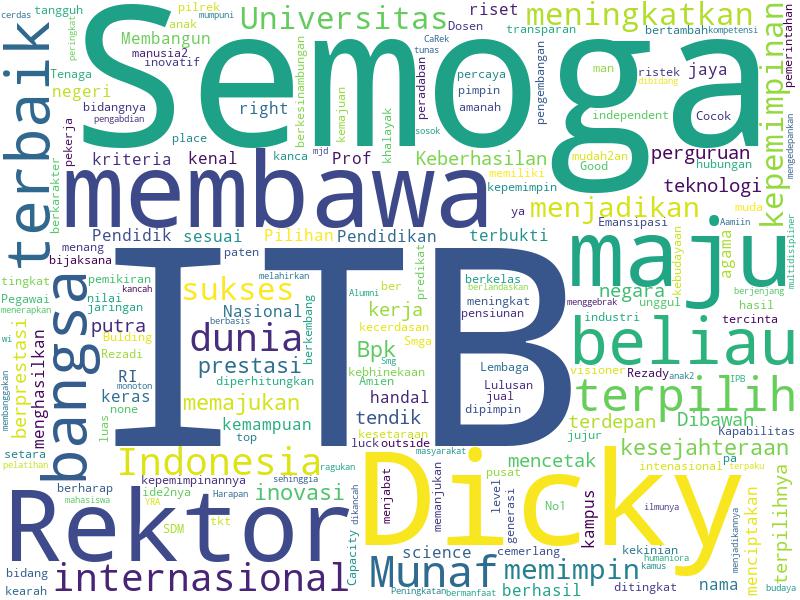 cerdas
tangguh
mumpuni
pilrek
anak
Universitas
riset
Dosen
CaRek
tunas
transparan
meningkatkan
bertambah
kompetensi
pemerintahan
peringkat
Membangun
manusia2
inovatif
Tenaga
negeri
bidangnya
pengabdian
terbaik
Semoga
right
place
berkesinambungan
kemajuan
khalayak
peradaban
sosok
percaya
pimpin
amanah
pengembangan
man
ristek
dibidang
jaya
independent
Cocok
kepemimpinan
mengedepankan
pekerja
berkarakter
kriteria
kenal
kanca
mjd
Prof
Keberhasilan
mudah2an
Good
perguruan
hubungan
memiliki
kepemimpin
teknologi
membawa
ya
menjadikan
muda
Emansipasi
Aamiin
multidisipliner
Pendidik
sesuai
Pilihan
Pendidikan
terbukti
menang
bijaksana
paten
ITB
maju
kebudayaan
agama
tingkat
pemikiran
kancah
melahirkan
predikat
berkelas
berlandaskan
menggebrak
negara
unggul
berjenjang
hasil
Pegawai
menerapkan
nilai
jaringan
sukses
berbasis
Nasional
berkembang
Alumni
ber
kerja
kecerdasan
meningkat
pensiunan
industri
tercinta
wi
bangsa
putra
Bulding
Rezadi
dunia
Smga
Bpk
Smg
Lembaga
beliau
membanggakan
berprestasi
menghasilkan
RI
monoton
keras
none
prestasi
diperhitungkan
kebhinekaan
Amien
handal
Lulusan
jual
dipimpin
visioner
Rezady
anak2
IPB
luas
memajukan
kemampuan
top
tendik
kesetaraan
terpilih
terdepan
Dibawah
Kapabilitas
setara
pelatihan
luck
outside
masyarakat
jujur
kesejahteraan
Indonesia
ragukan
mencetak
pusat
intenasional
pa
terpaku
berharap
mahasiswa
kepemimpinannya
sehinggia
ide2nya
Harapan
YRA
inovasi
dikancah
menjabat
Dicky
memanjukan
level
generasi
No1
kampus
ilmunya
menjadikannya
menciptakan
terpilihnya
Rektor
SDM
tkt
Capacity
science
cemerlang
kekinian
humaniora
kamus
bidang
kearah
internasional
Munaf
Peningkatan
bermanfaat
memimpin
berhasil
ditingkat
nama
budaya